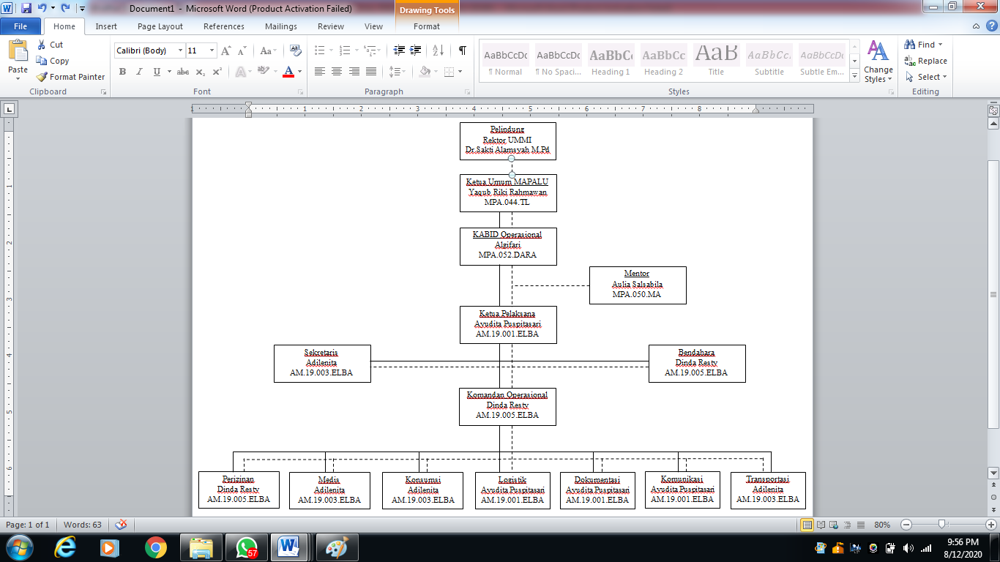 Document1 - Microsoft Word (Product Activation Failed)
Drawing Tools
File Home Insert Page Layout References Mailings Review View Format
Paste
Cut
Copy
Format Painter
Clipboard
Calibri (Body) 11
Font
Paragraph
AaBbCcDc AaBbCcDc AaBbCc AaBbCc AaB AaBbCc. AaBbCcDc
¶ Normal ¶ No Spaci... Heading 1 Heading 2 Title Subtitle Subtle Em...
Styles
Change Styles
Find
Replace
Select
Editing
Pelindung
Rektor UMMI
Dr.Sakti Alamsyah M.Pd
Ketua Umum MAPALU
Yaqub Riki Rahmawan
MPA.044.TL
KABID Operasional
Algifari
MPA.052.DARA
Mentor
Aulia Salsabila
MPA.050.MA
Ketua Pelaksana
Ayudita Puspitasari
AM.19.001.ELBA
Sekretaris
Adilenita
AM.19.003.ELBA
Bendahara
Dinda Resty
AM.19.005.ELBA
Komandan Operasional
Dinda Resty
AM.19.005.ELBA
Perizinan
Dinda Resty
AM.19.005.ELBA
Medis
Adilenita
AM.19.003.ELBA
Konsumsi
Adilenita
AM.19.003.ELBA
Logistik
Ayudita Puspitasari
AM.19.001.ELBA
Dokumentasi
Ayudita Puspitasari
AM.19.001.ELBA
Komunikasi
Ayudita Puspitasari
AM.19.001.ELBA
Transportasi
Adilenita
AM.19.003.ELBA
Page: 1 of 1 Words: 63 80%
57
9:56 PM
8/12/2020